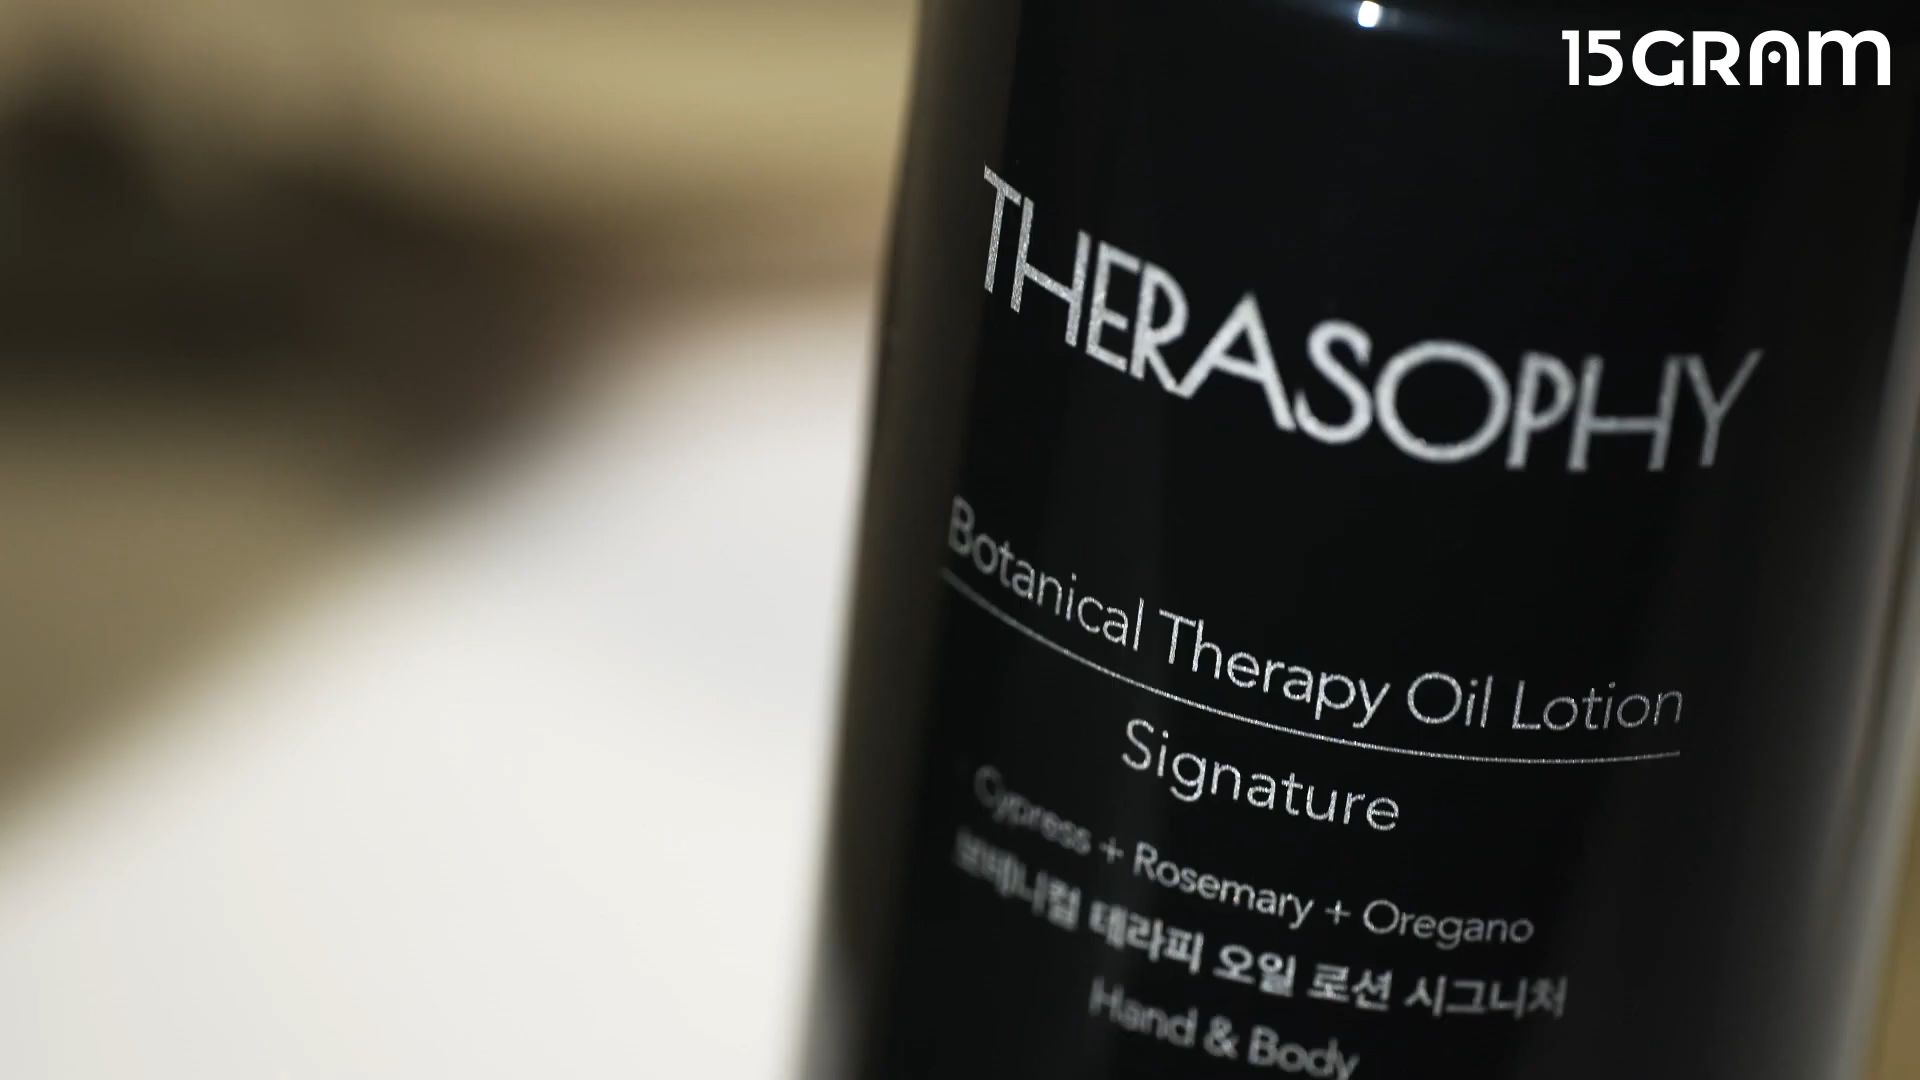 15GRAM
THERASOPHY
Botanical Therapy Oil Lotion
Signature
Cypress + Rosemary + Oregano
보태니컬 테라피 오일 로션 시그니처
Hand & Body